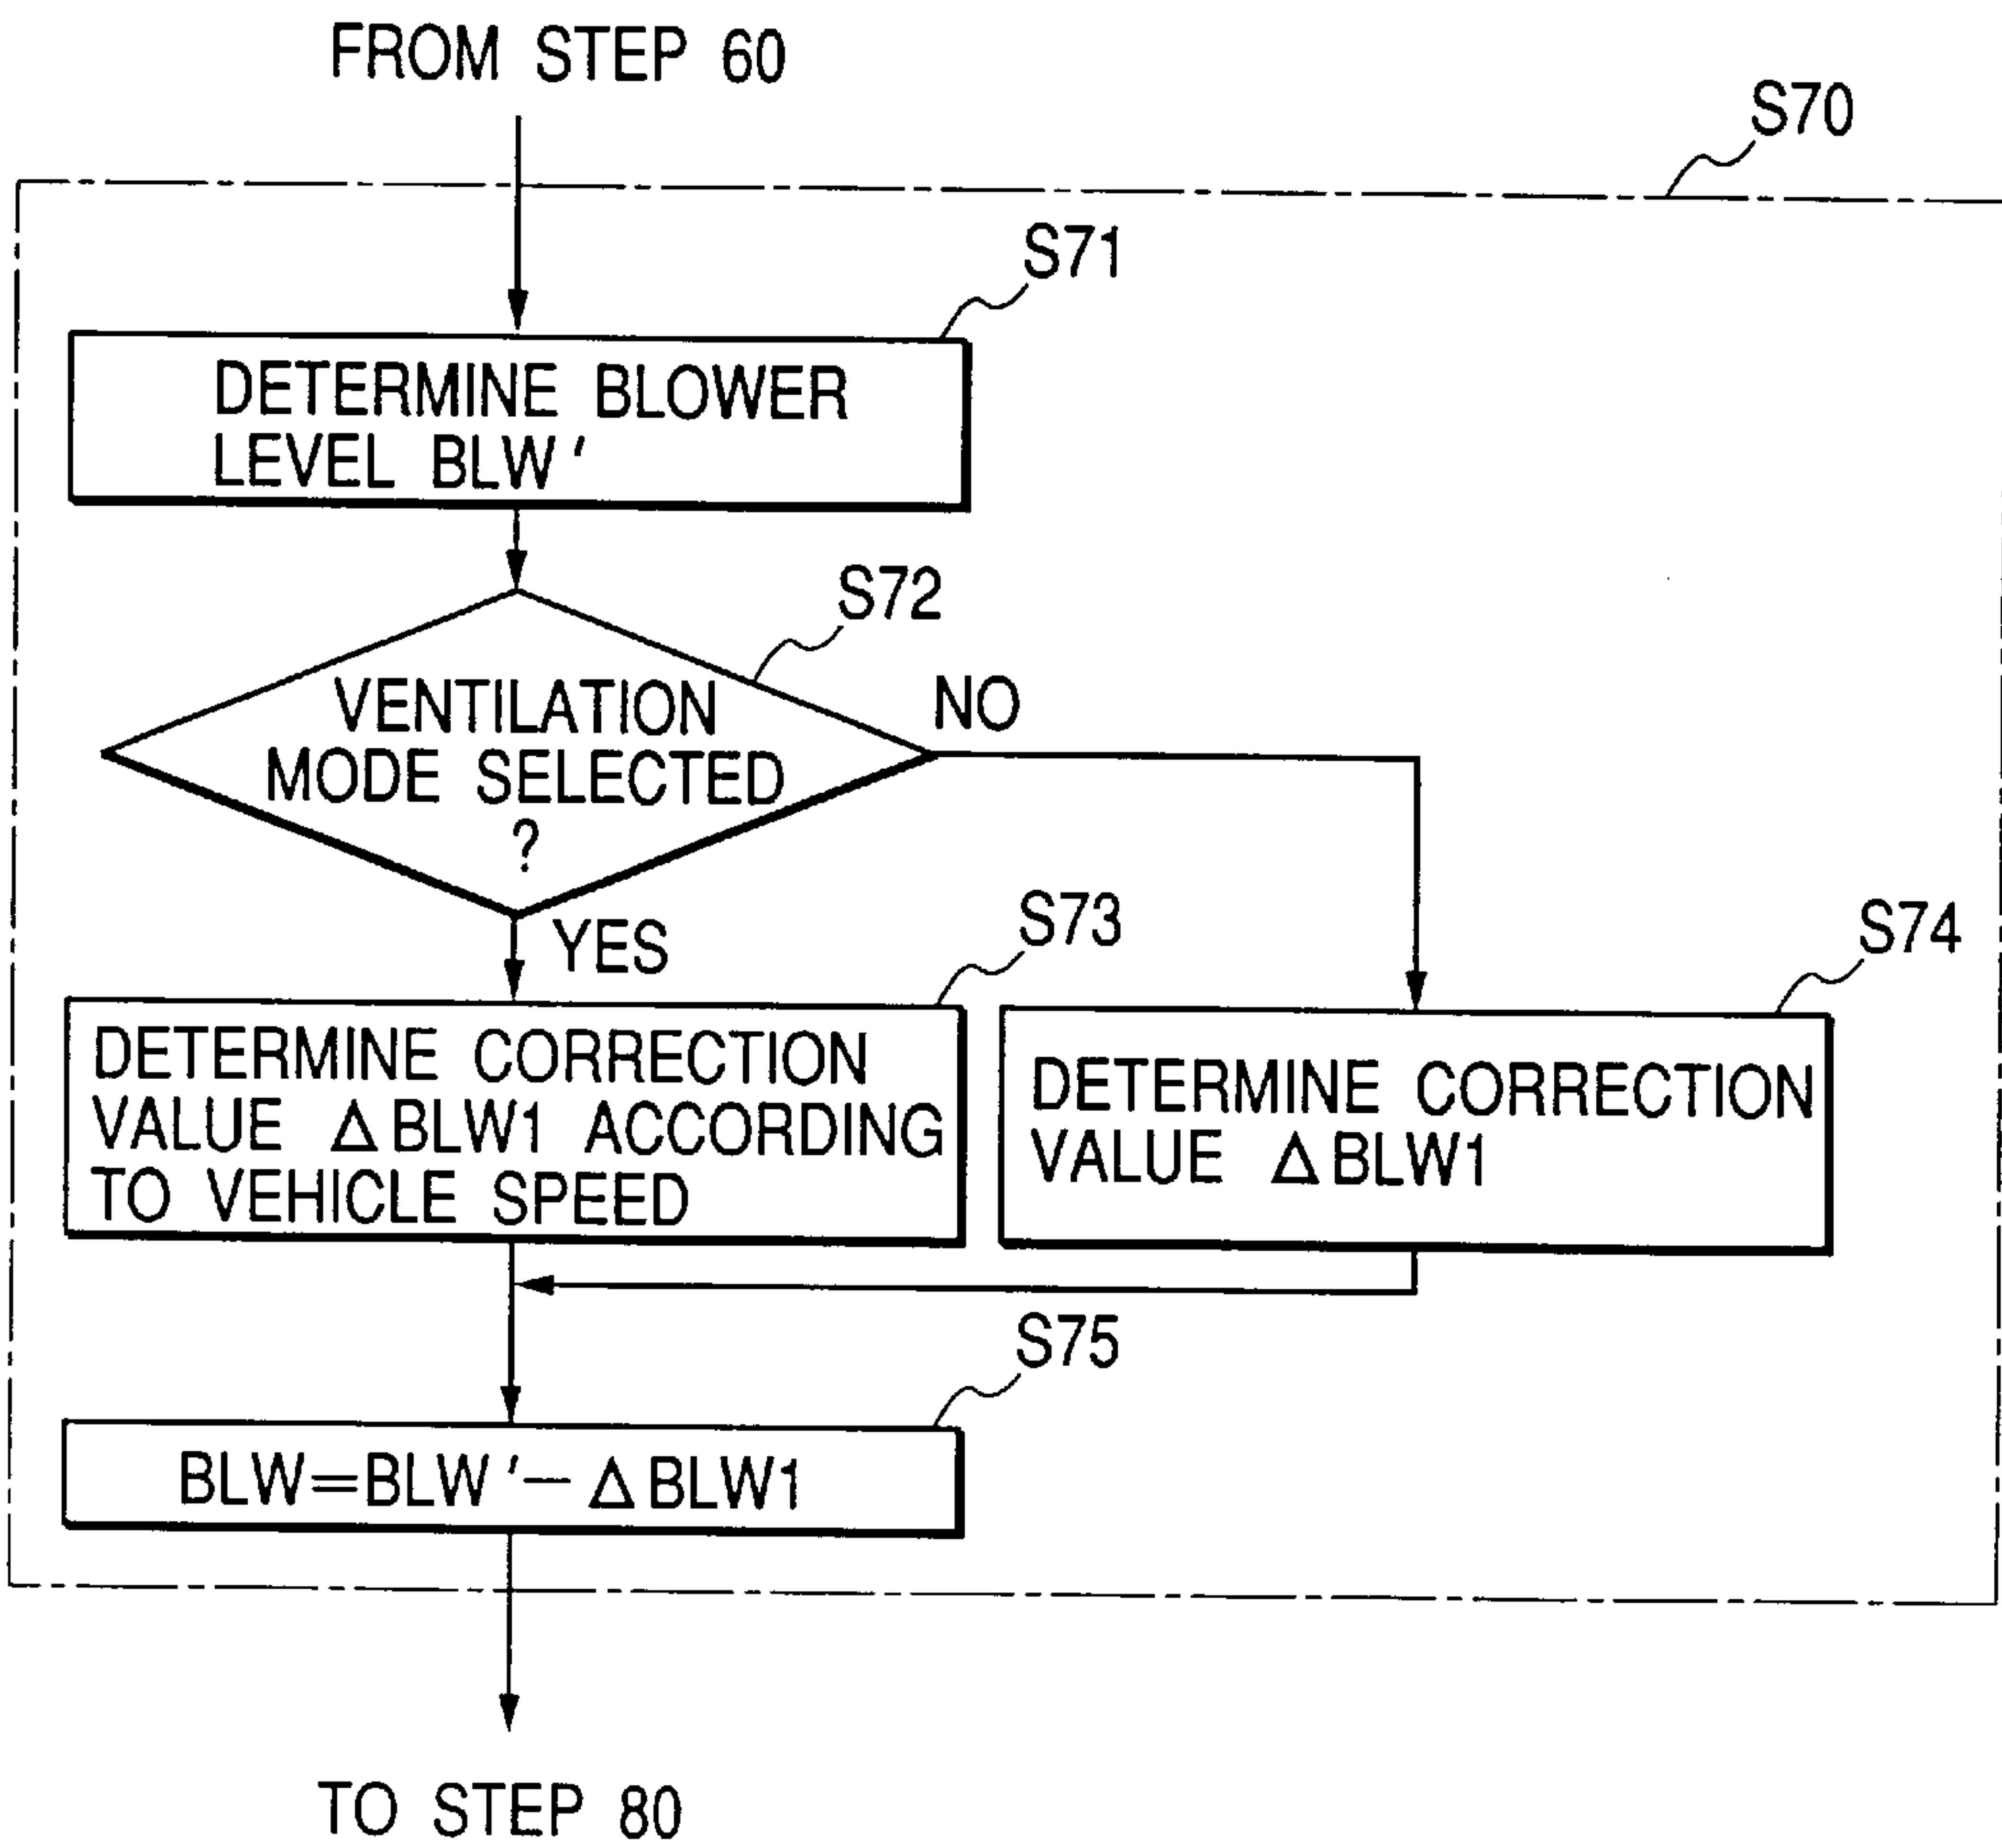 FROM STEP 60
S70
S71
DETERMINE BLOWER
LEVEL BLW'
S72
VENTILATION
MODE SELECTED
?
NO
YES
S73
DETERMINE CORRECTION
VALUE ΔBLW1 ACCORDING
TO VEHICLE SPEED
S74
DETERMINE CORRECTION
VALUE ΔBLW1
S75
BLW=BLW'-ΔBLW1
TO STEP 80